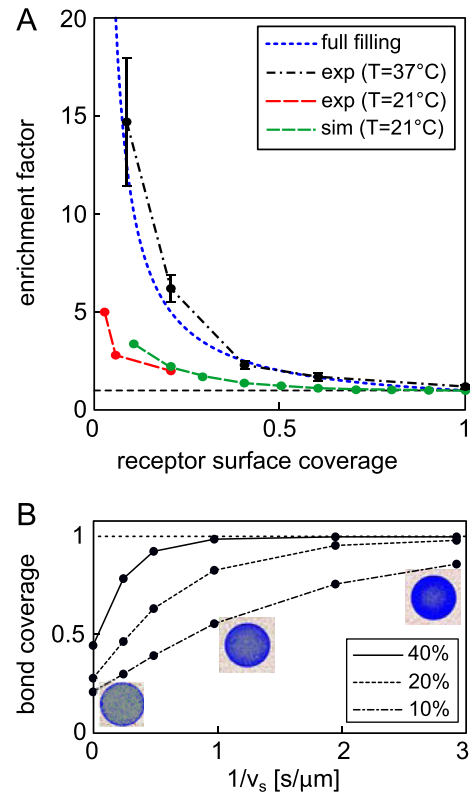 A
20
15
10
5
0
enrichment factor
full filling
exp (T=37°C)
exp (T=21°C)
sim (T=21°C)
0 0.5 1
receptor surface coverage
B
1
0.5
0
bond coverage
40%
20%
10%
0 1 2 3
1/vₛ [s/μm]